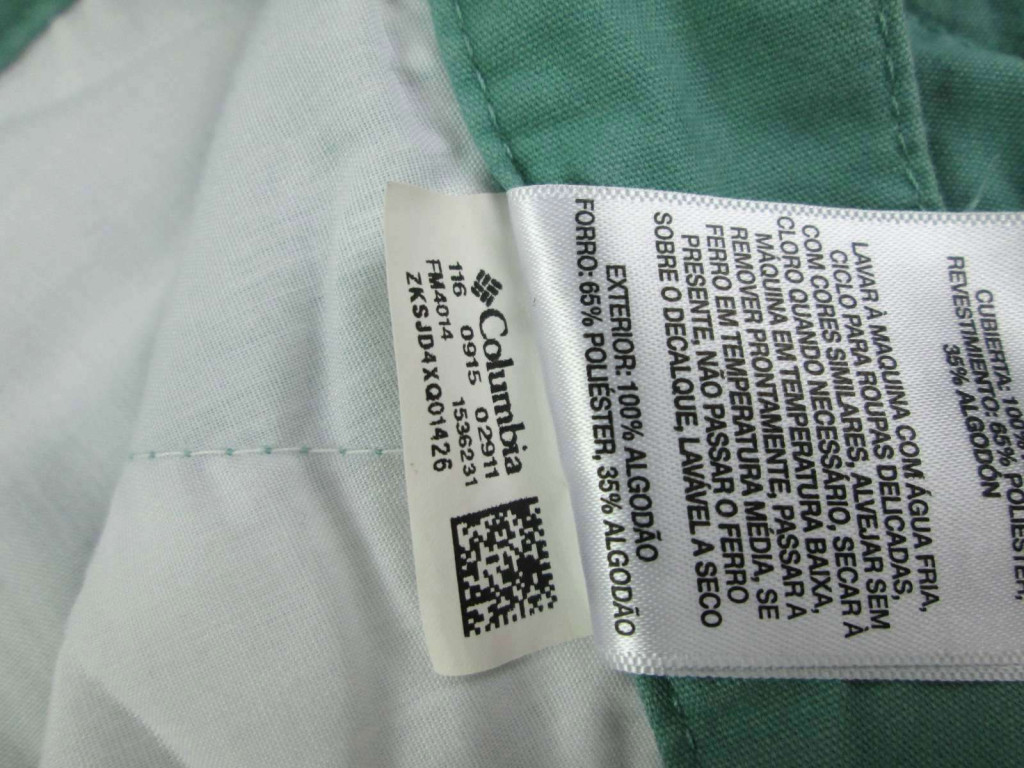 Columbia
116 0915 02911
FM4014 1536231
ZKSJD4XQ01426
CUBIERTA: 100%
REVESTIMIENTO: 65% POLIÉSTER,
35% ALGODÓN
LAVAR À MAQUINA COM ÁGUA FRIA,
CICLO PARA ROUPAS DELICADAS,
COM CORES SIMILARES, ALVEJAR SEM
CLORO QUANDO NECESSÁRIO, SECAR À
MÁQUINA EM TEMPERATURA BAIXA,
REMOVER PRONTAMENTE, PASSAR A
FERRO EM TEMPERATURA MÉDIA, SE
PRESENTE, NÃO PASSAR O FERRO
SOBRE O DECALQUE, LAVÁVEL A SECO
EXTERIOR: 100% ALGODÃO
FORRO: 65% POLIÉSTER, 35% ALGODÃO